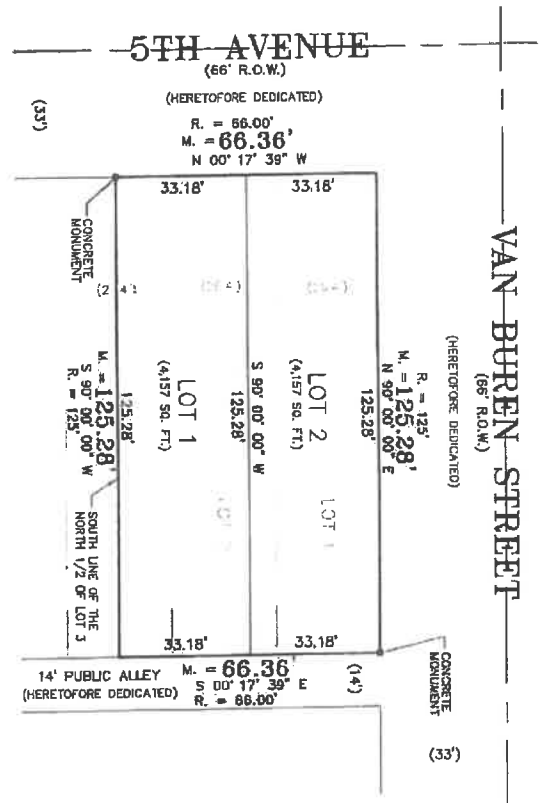 5TH AVENUE
(66' R.O.W.)
(HERETOFORE DEDICATED)
(33')
R. = 66.00'
M. = 66.36'
N 00° 17' 39" W
33.18'
33.18'
CONCRETE
MONUMENT
VAN BUREN STREET
(66' R.O.W.)
(HERETOFORE DEDICATED)
R. = 125'
M. = 125.28'
N 90° 00' 00" E
125.28'
LOT 2
(4,157 SQ. FT.)
S 90° 00' 00" W
125.28'
LOT 1
(4,157 SQ. FT.)
125.28'
M. = 125.28'
S 90° 00' 00" W
R. = 125'
LOT
SOUTH LINE OF THE
NORTH 1/2 OF LOT 3
33.18'
33.18'
14' PUBLIC ALLEY
(HERETOFORE DEDICATED)
M. = 66.36'
S 00° 17' 39" E
R. = 66.00'
(14')
CONCRETE
MONUMENT
(33')